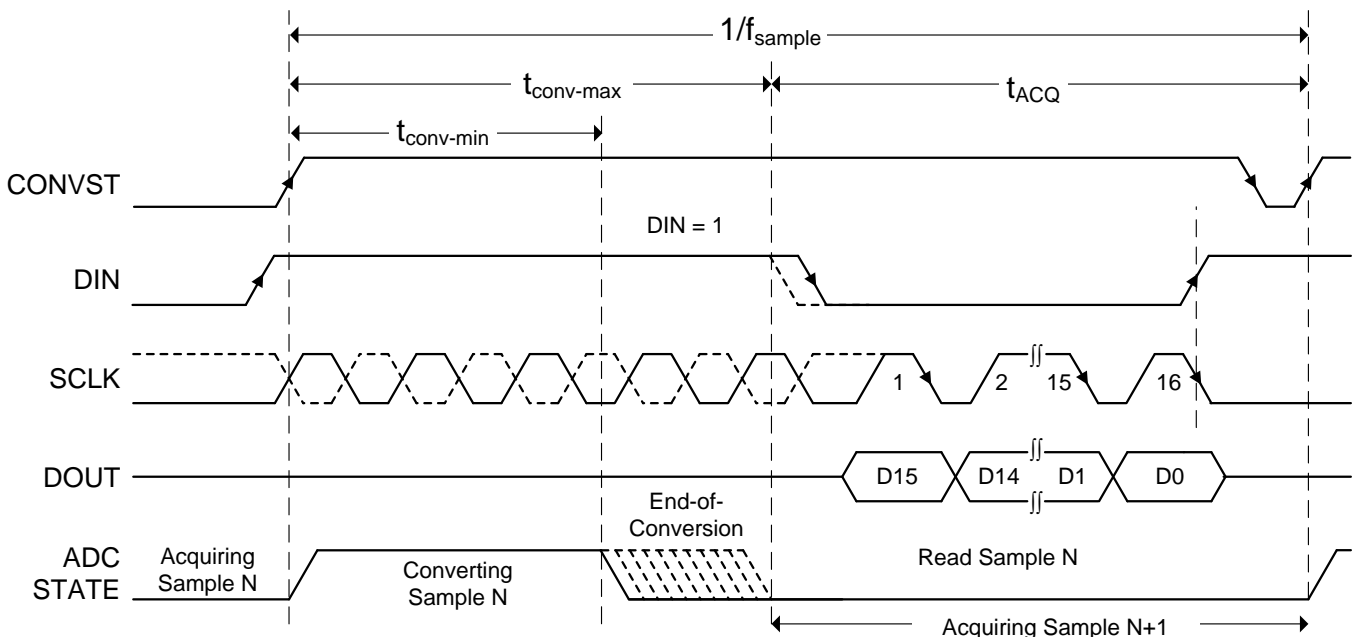 1/fsample
tconv-max
tACQ
tconv-min
CONVST
DIN = 1
DIN
SCLK
1
2
15
16
DOUT
D15
D14
D1
D0
End-of-
Conversion
ADC
STATE
Acquiring
Sample N
Converting
Sample N
Read Sample N
Acquiring Sample N+1